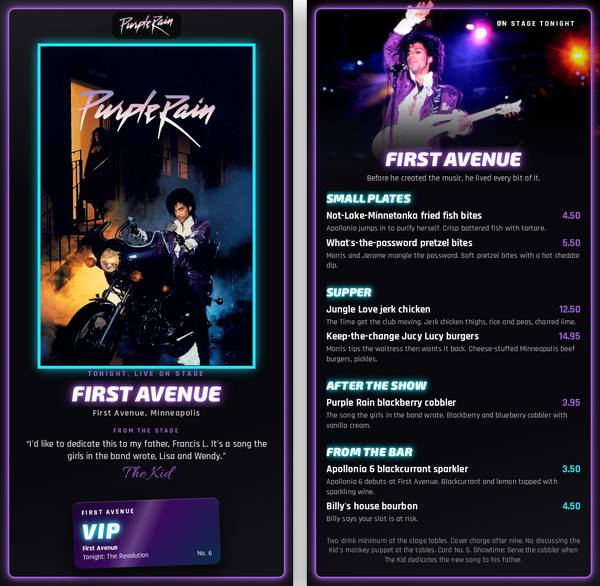 Purple Rain
Purple Rain
TONIGHT, LIVE ON STAGE
FIRST AVENUE
First Avenue, Minneapolis
FROM THE STAGE
"I'd like to dedicate this to my father, Francis L. It's a song the
girls in the band wrote, Lisa and Wendy."
The Kid
FIRST AVENUE
VIP
First Avenue
Tonight: The Revolution
No. 6
ON STAGE TONIGHT
FIRST AVENUE
Before he created the music, he lived every bit of it.
SMALL PLATES
Not-Lake-Minnetonka fried fish bites 4.50
Apollonia jumps in to purify herself. Crisp battered fish with tartare.
What's-the-password pretzel bites 5.50
Morris and Jerome mangle the password. Soft pretzel bites with a hot cheddar
dip.
SUPPER
Jungle Love jerk chicken 12.50
The Time get the club moving. Jerk chicken thighs, rice and peas, charred lime.
Keep-the-change Jucy Lucy burgers 14.95
Morris tips the waitress then wants it back. Cheese-stuffed Minneapolis beef
burgers, pickles.
AFTER THE SHOW
Purple Rain blackberry cobbler 3.95
The song the girls in the band wrote. Blackberry and blueberry cobbler with
vanilla cream.
FROM THE BAR
Apollonia 6 blackcurrant sparkler 3.50
Apollonia 6 debuts at First Avenue. Blackcurrant and lemon topped with
sparkling wine.
Billy's house bourbon 4.50
Billy says your slot is at risk.
Two drink minimum at the stage tables. Cover charge after nine. No discussing the
Kid's monkey puppet at the tables. Card No. 6. Showtime: Serve the cobbler when
The Kid dedicates the new song to his father.